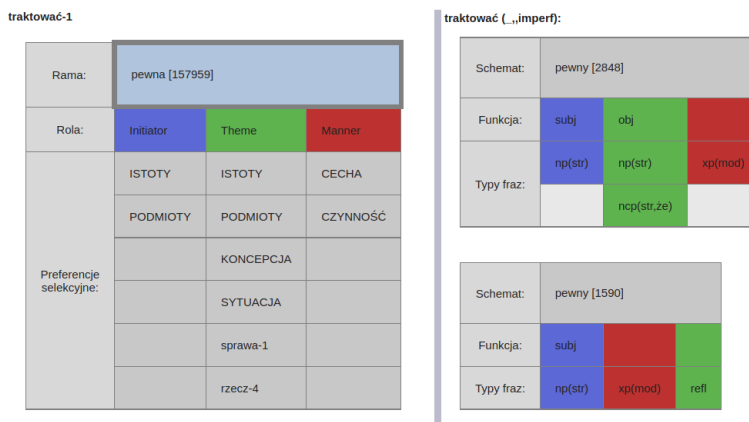 traktować-1
Rama: pewna [157959]
Rola: Initiator Theme Manner
Preferencje selekcyjne:
ISTOTY ISTOTY CECHA
PODMIOTY PODMIOTY CZYNNOŚĆ
KONCEPCJA
SYTUACJA
sprawa-1
rzecz-4
traktować (_,,imperf):
Schemat: pewny [2848]
Funkcja: subj obj
Typy fraz: np(str) np(str) xp(mod)
ncp(str,że)
Schemat: pewny [1590]
Funkcja: subj
Typy fraz: np(str) xp(mod) refl